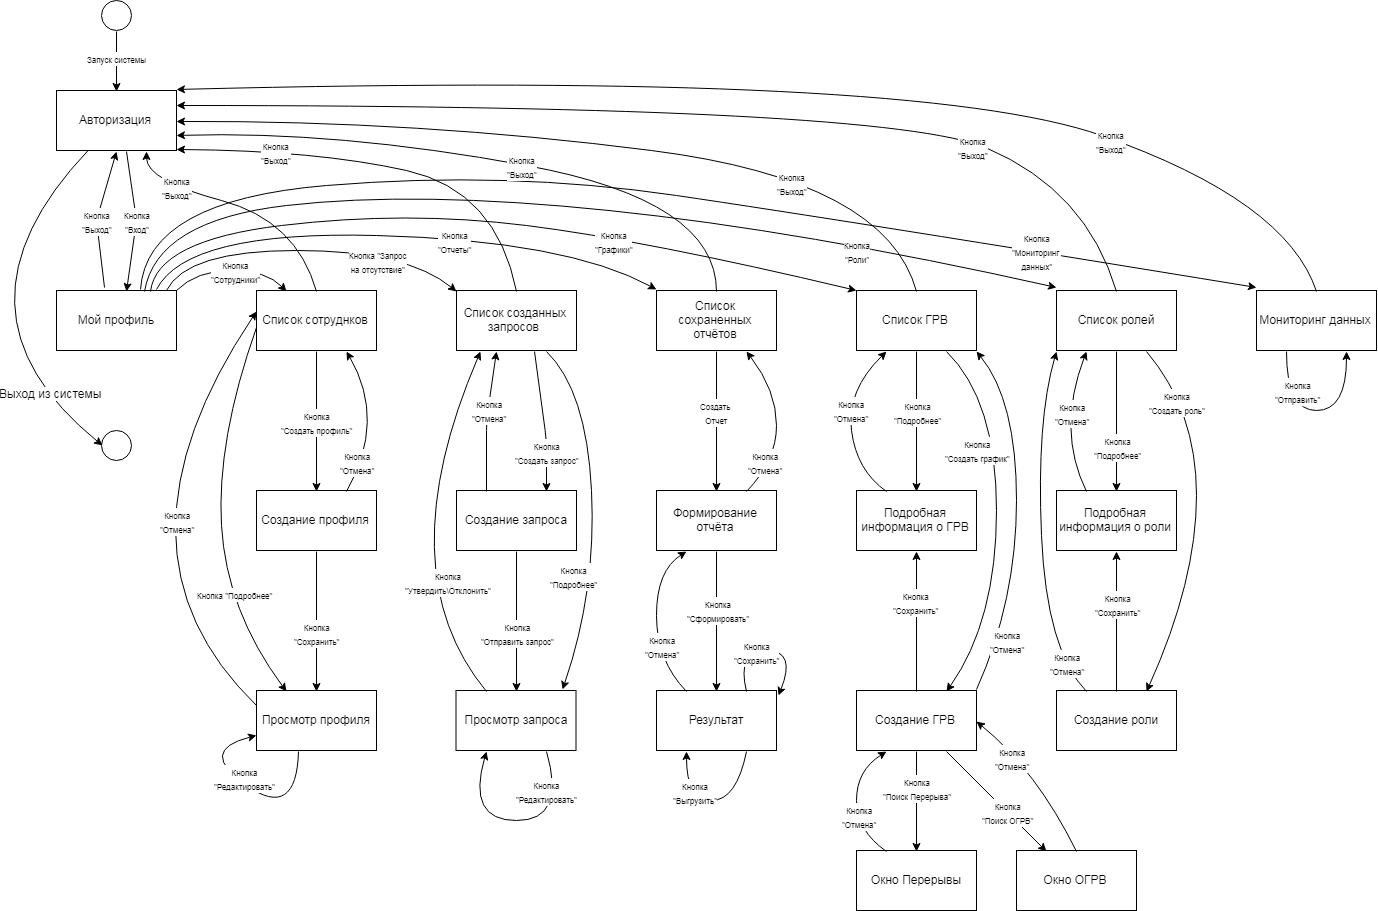 Запуск системы
Авторизация
Кнопка
"Выход"
Кнопка
"Вход"
Кнопка
"Выход"
Кнопка
"Выход"
Кнопка
"Выход"
Кнопка
"Выход"
Кнопка
"Выход"
Кнопка
"Выход"
Кнопка
"Сотрудники"
Кнопка "Запрос
на отсутствие"
Кнопка
"Отчеты"
Кнопка
"Графики"
Кнопка
"Роли"
Кнопка
"Мониторинг
данных"
Мой профиль
Список сотруднков
Список созданных
запросов
Список
сохраненных
отчётов
Список ГРВ
Список ролей
Мониторинг данных
Выход из системы
Кнопка
"Создать профиль"
Кнопка
"Отмена"
Кнопка
"Отмена"
Кнопка
"Создать запрос"
Создать
Отчет
Кнопка
"Отмена"
Кнопка
"Отмена"
Кнопка
"Подробнее"
Кнопка
"Создать график"
Кнопка
"Отмена"
Кнопка
"Подробнее"
Кнопка
"Создать роль"
Кнопка
"Отправить"
Создание профиля
Создание запроса
Формирование
отчёта
Подробная
информация о ГРВ
Подробная
информация о роли
Кнопка
"Отмена"
Кнопка "Подробнее"
Кнопка
"Сохранить"
Кнопка
"Утвердить\Отклонить"
Кнопка
"Отправить запрос"
Кнопка
"Подробнее"
Кнопка
"Сформировать"
Кнопка
"Отмена"
Кнопка
"Сохранить"
Кнопка
"Сохранить"
Кнопка
"Отмена"
Кнопка
"Отмена"
Кнопка
"Сохранить"
Просмотр профиля
Просмотр запроса
Результат
Создание ГРВ
Создание роли
Кнопка
"Редактировать"
Кнопка
"Редактировать"
Кнопка
"Выгрузить"
Кнопка
"Отмена"
Кнопка
"Поиск Перерыва"
Кнопка
"Поиск ОГРВ"
Кнопка
"Отмена"
Окно Перерывы
Окно ОГРВ